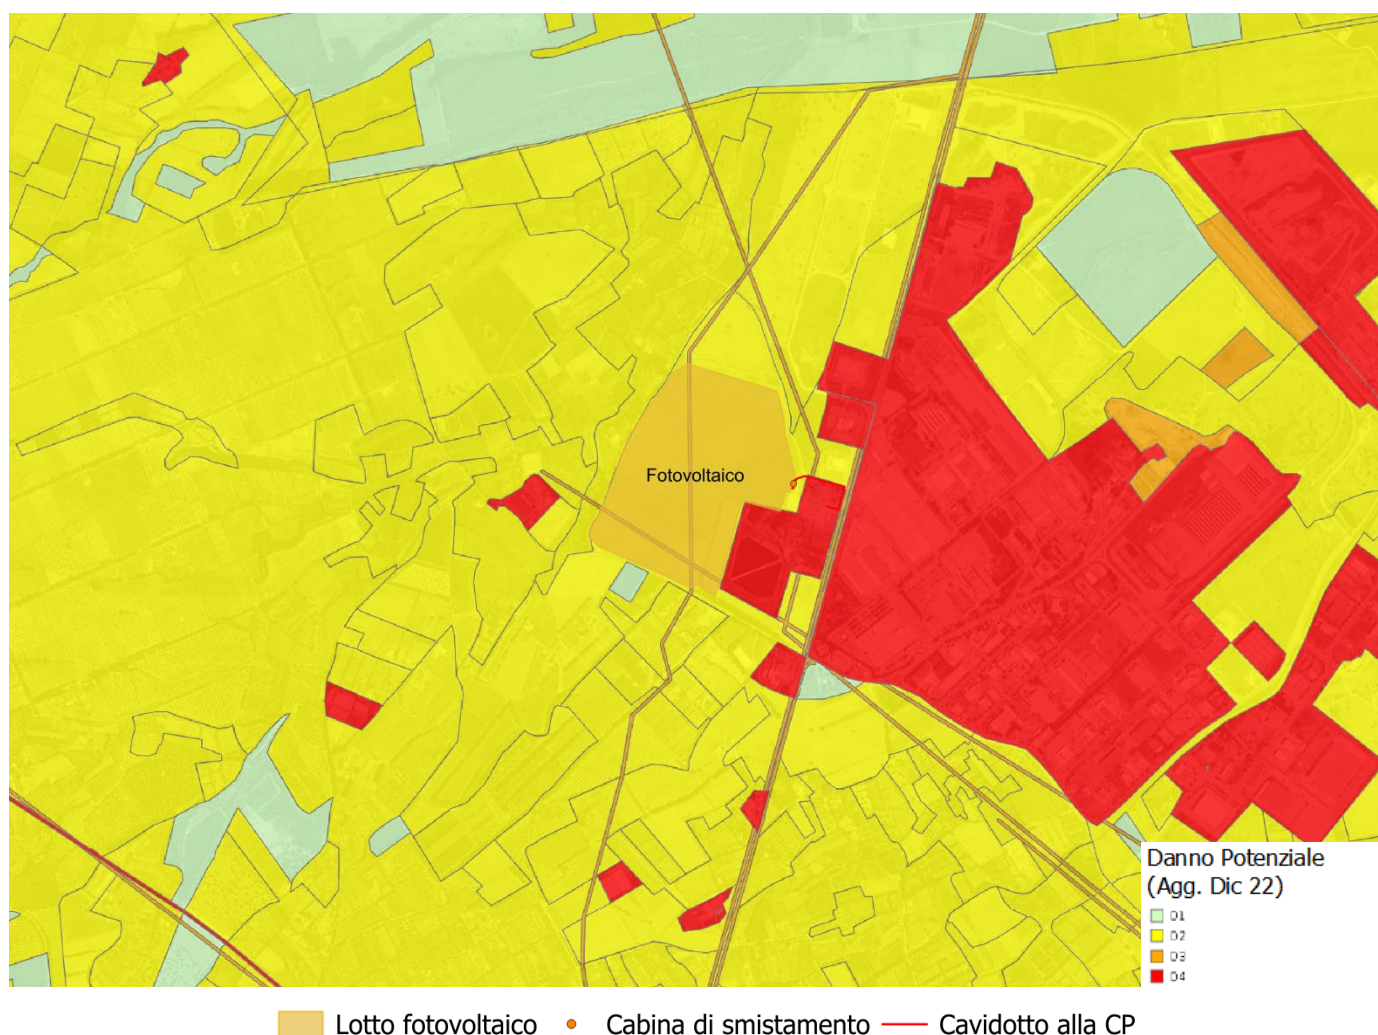 Fotovoltaico
Danno Potenziale
(Agg. Dic 22)
D1
D2
D3
D4
Lotto fotovoltaico
Cabina di smistamento
Cavidotto alla CP